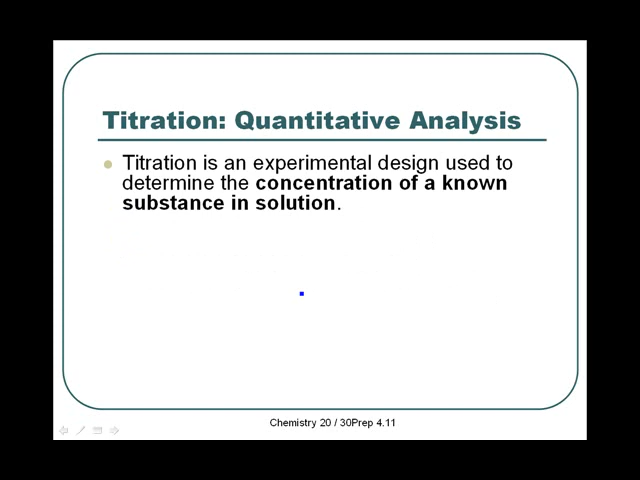 Titration: Quantitative Analysis
Titration is an experimental design used to
determine the concentration of a known
substance in solution.
Chemistry 20 / 30Prep 4.11